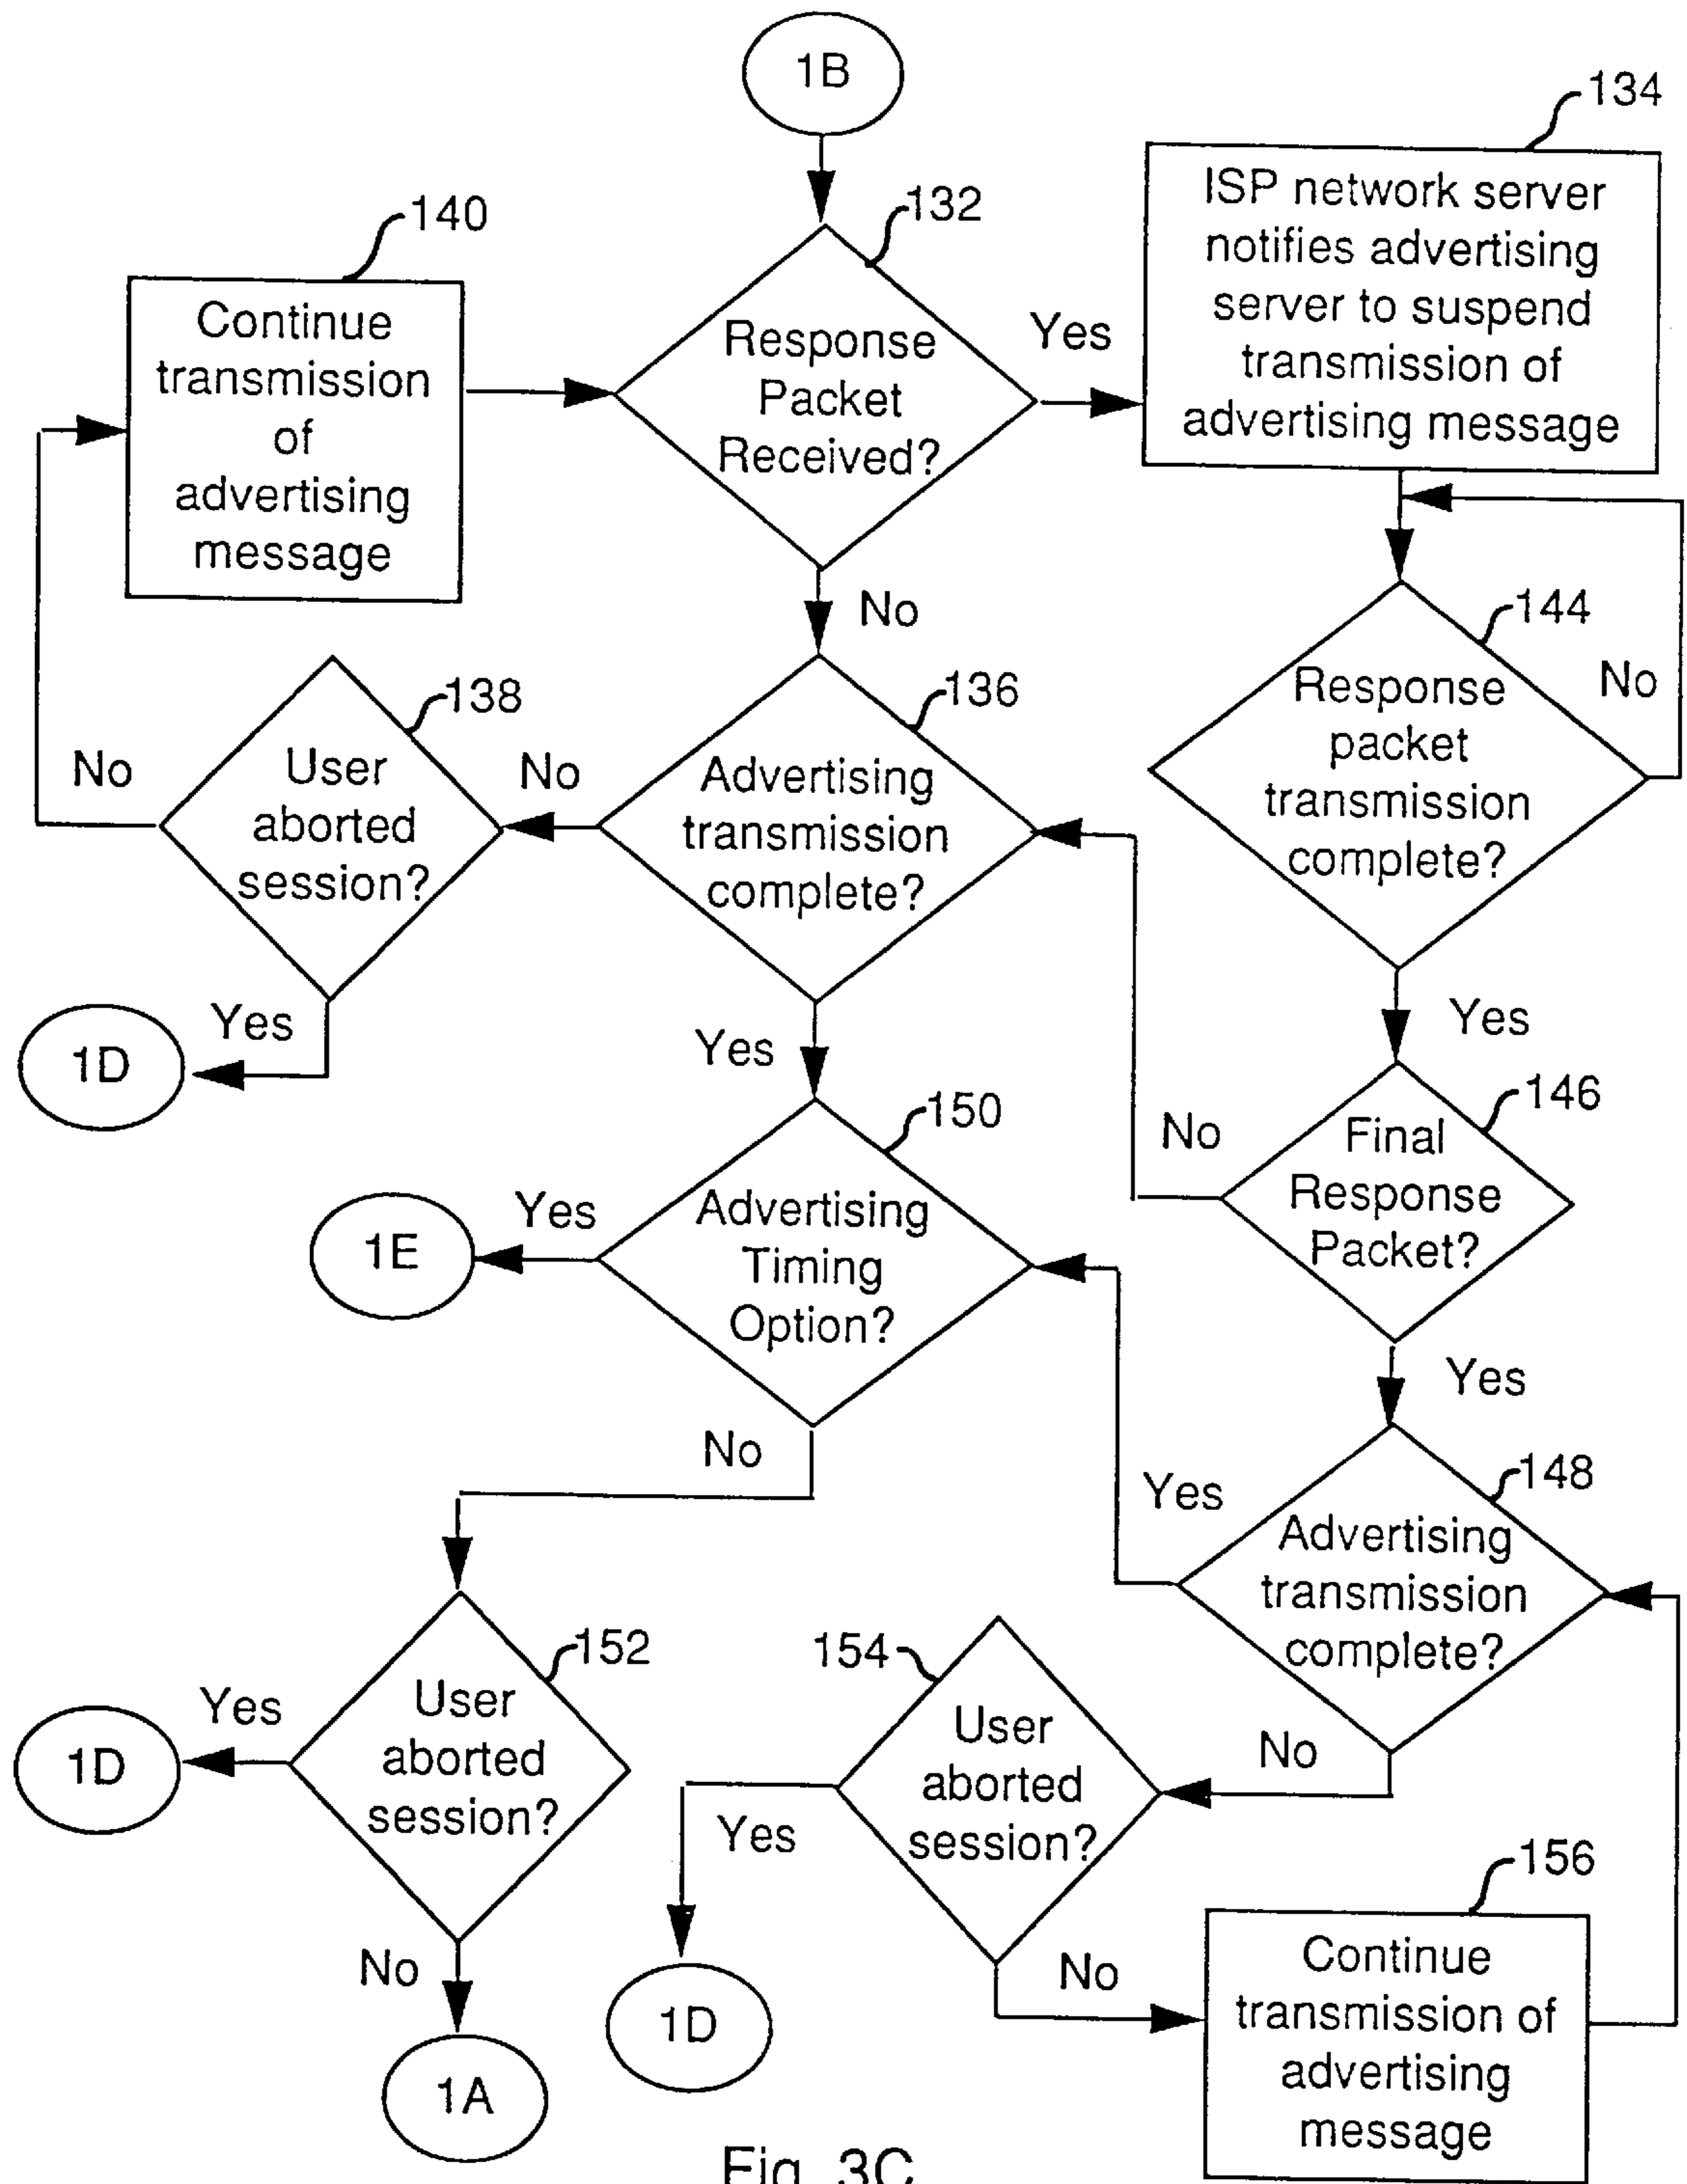 1B
134
ISP network server
notifies advertising
server to suspend
transmission of
advertising message
140
132
Continue
transmission
of
advertising
message
Response
Packet
Received?
Yes
No
144
Response
packet
transmission
complete?
No
138
User
aborted
session?
No
No
136
Advertising
transmission
complete?
Yes
1D
Yes
Yes
146
Final
Response
Packet?
No
150
Advertising
Timing
Option?
Yes
1E
Yes
No
148
Advertising
transmission
complete?
Yes
152
User
aborted
session?
Yes
1D
154
User
aborted
session?
No
Yes
156
Continue
transmission of
advertising
message
No
No
1D
1A
Fig. 3C